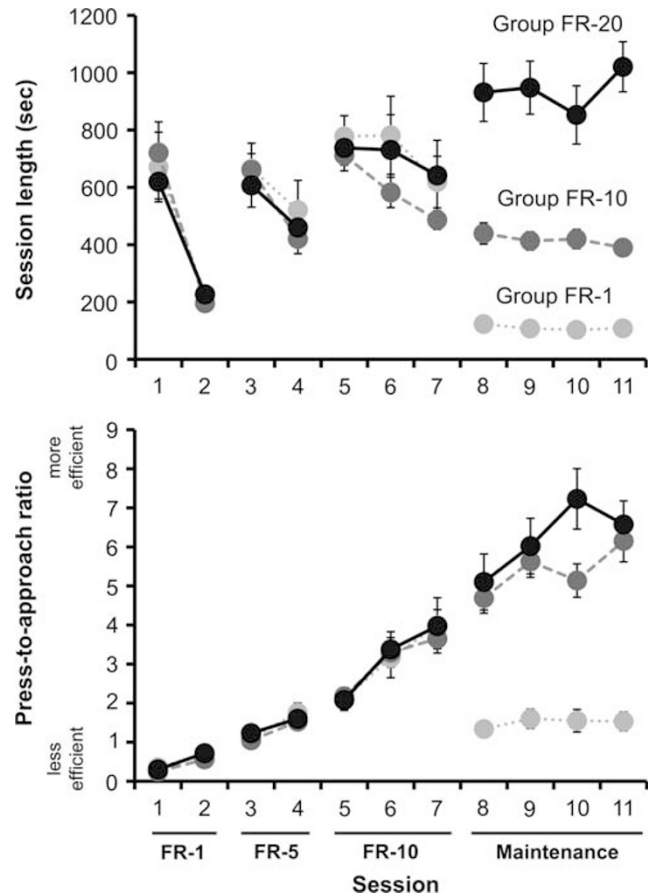 1200
1000
800
600
400
200
0
Session length (sec)
Group FR-20
Group FR-10
Group FR-1
1 2 3 4 5 6 7 8 9 10 11
9
8
7
6
5
4
3
2
1
0
Press-to-approach ratio
more
efficient
less
efficient
1 2 3 4 5 6 7 8 9 10 11
FR-1 FR-5 FR-10 Maintenance
Session